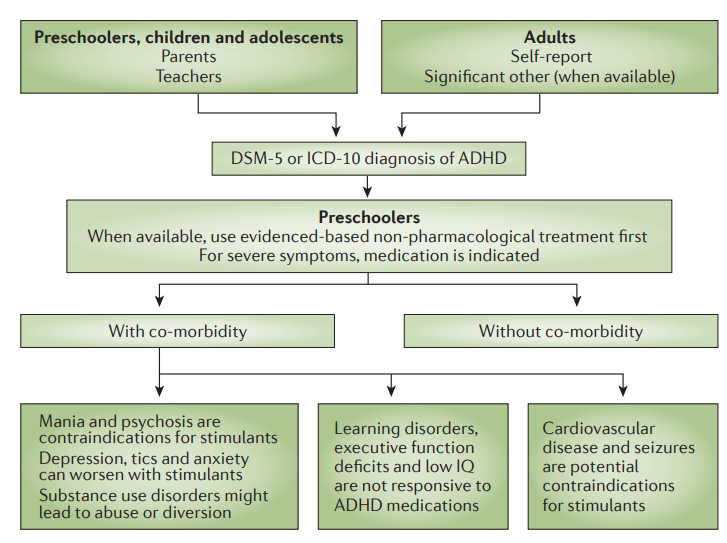 Preschoolers, children and adolescents
Parents
Teachers
Adults
Self-report
Significant other (when available)
DSM-5 or ICD-10 diagnosis of ADHD
Preschoolers
When available, use evidenced-based non-pharmacological treatment first
For severe symptoms, medication is indicated
With co-morbidity
Without co-morbidity
Mania and psychosis are
contraindications for stimulants
Depression, tics and anxiety
can worsen with stimulants
Substance use disorders might
lead to abuse or diversion
Learning disorders,
executive function
deficits and low IQ
are not responsive to
ADHD medications
Cardiovascular
disease and seizures
are potential
contraindications
for stimulants